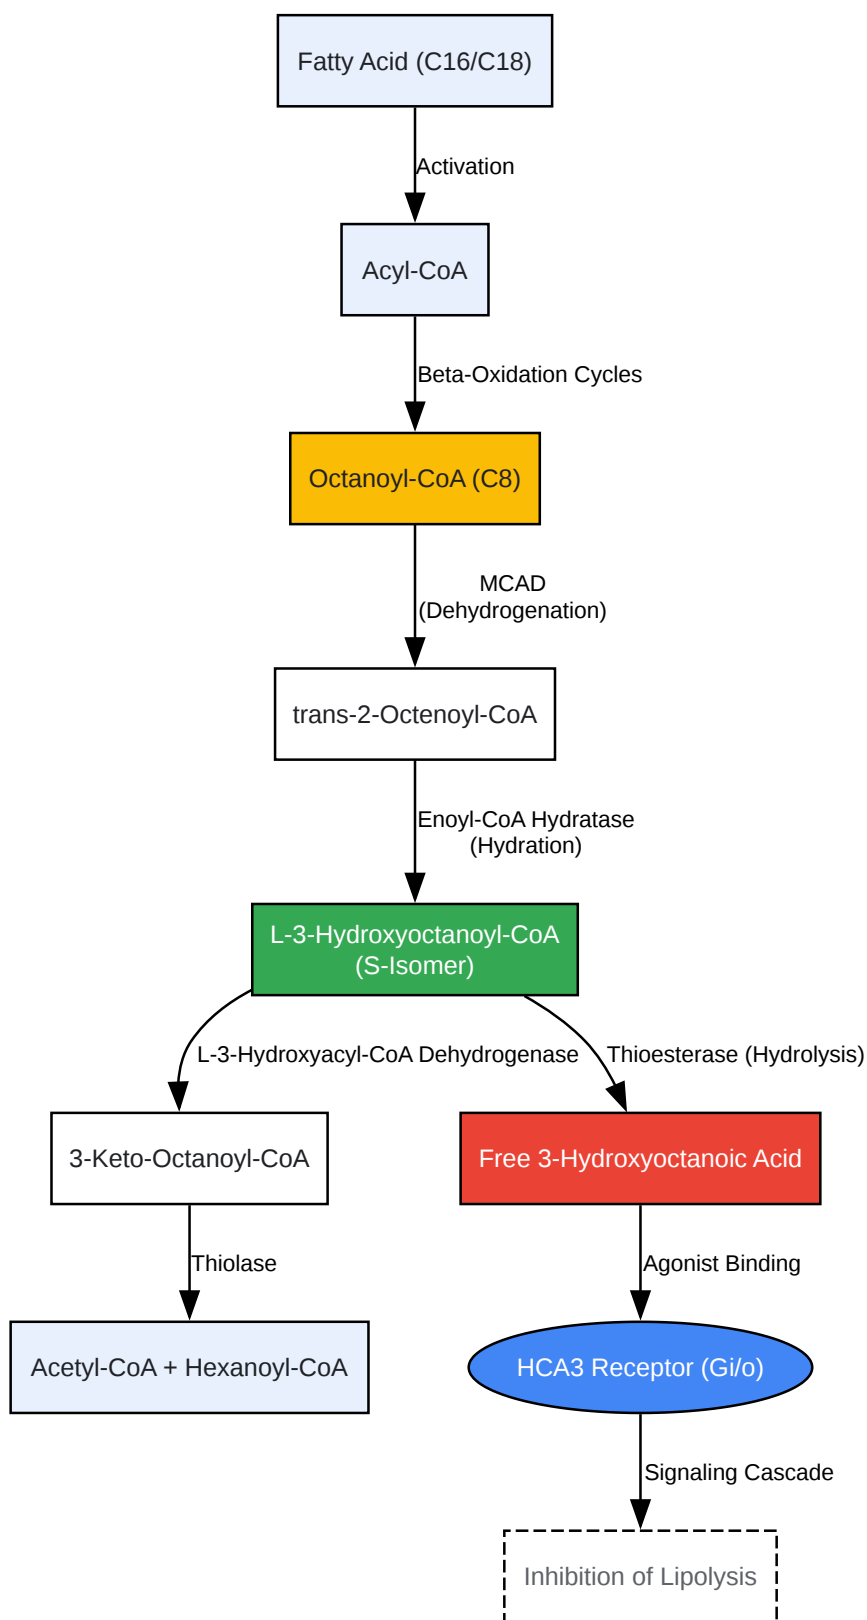 Fatty Acid (C16/C18)
Activation
Acyl-CoA
Beta-Oxidation Cycles
Octanoyl-CoA (C8)
MCAD
(Dehydrogenation)
trans-2-Octenoyl-CoA
Enoyl-CoA Hydratase
(Hydration)
L-3-Hydroxyoctanoyl-CoA
(S-Isomer)
L-3-Hydroxyacyl-CoA Dehydrogenase
Thioesterase (Hydrolysis)
3-Keto-Octanoyl-CoA
Free 3-Hydroxyoctanoic Acid
Thiolase
Agonist Binding
Acetyl-CoA + Hexanoyl-CoA
HCA3 Receptor (Gi/o)
Signaling Cascade
Inhibition of Lipolysis